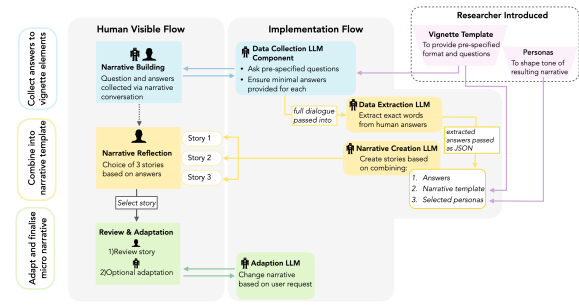 Human Visible Flow
Implementation Flow
Researcher Introduced
Vignette Template
To provide pre-specified
format and questions
Personas
To shape tone of
resulting narrative
Collect answers to
vignette elements
Narrative Building
Question and answers
collected via narrative
conversation
Data Collection LLM
Component
• Ask pre-specified questions
• Ensure minimal answers
provided for each
full dialogue
passed into
Data Extraction LLM
Extract exact words
from human answers
extracted
answers passed
as JSON
Combine into
narrative template
Narrative Reflection
Choice of 3 stories
based on answers
Story 1
Story 2
Story 3
Narrative Creation LLM
Create stories based
on combining:
1. Answers
2. Narrative template
3. Selected personas
Select story
Adapt and finalise
micro narrative
Review & Adaptation
1)Review story
2)Optional adaptation
Adaption LLM
Change narrative
based on user request